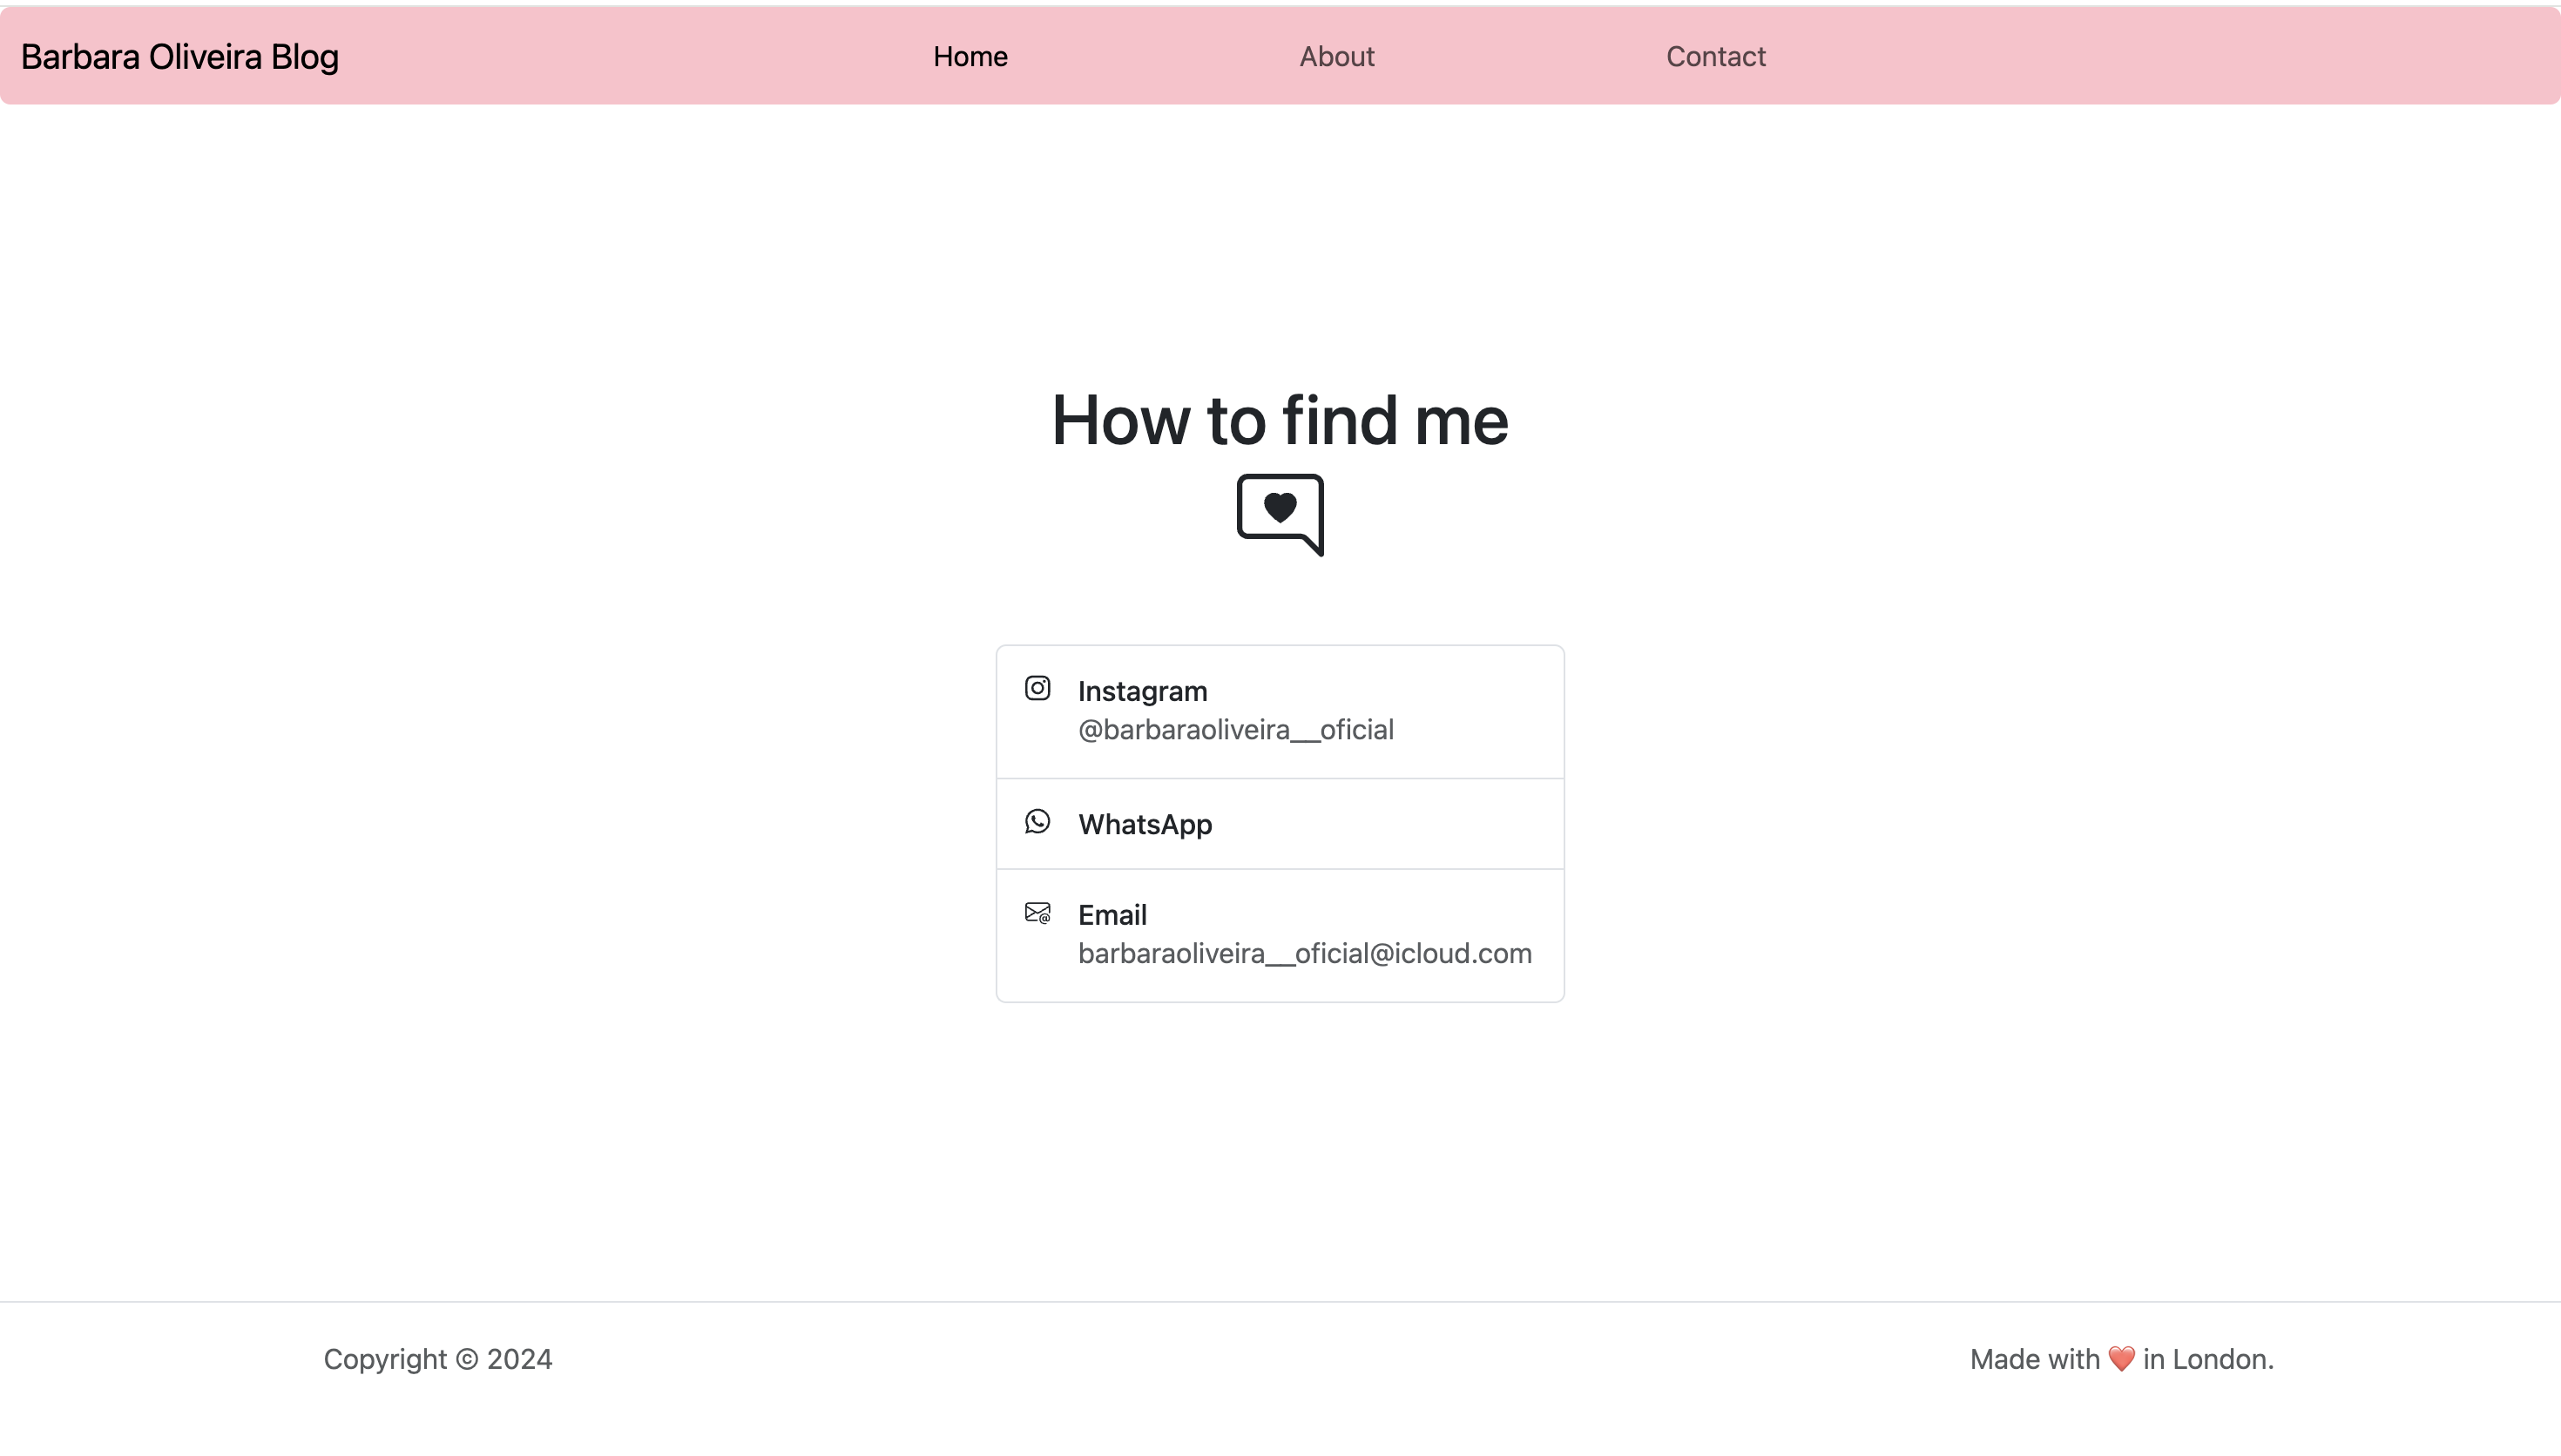 Barbara Oliveira Blog Home About Contact
How to find me
Instagram
@barbaraoliveira__oficial
WhatsApp
Email
barbaraoliveira__oficial@icloud.com
Copyright © 2024 Made with ❤️ in London.